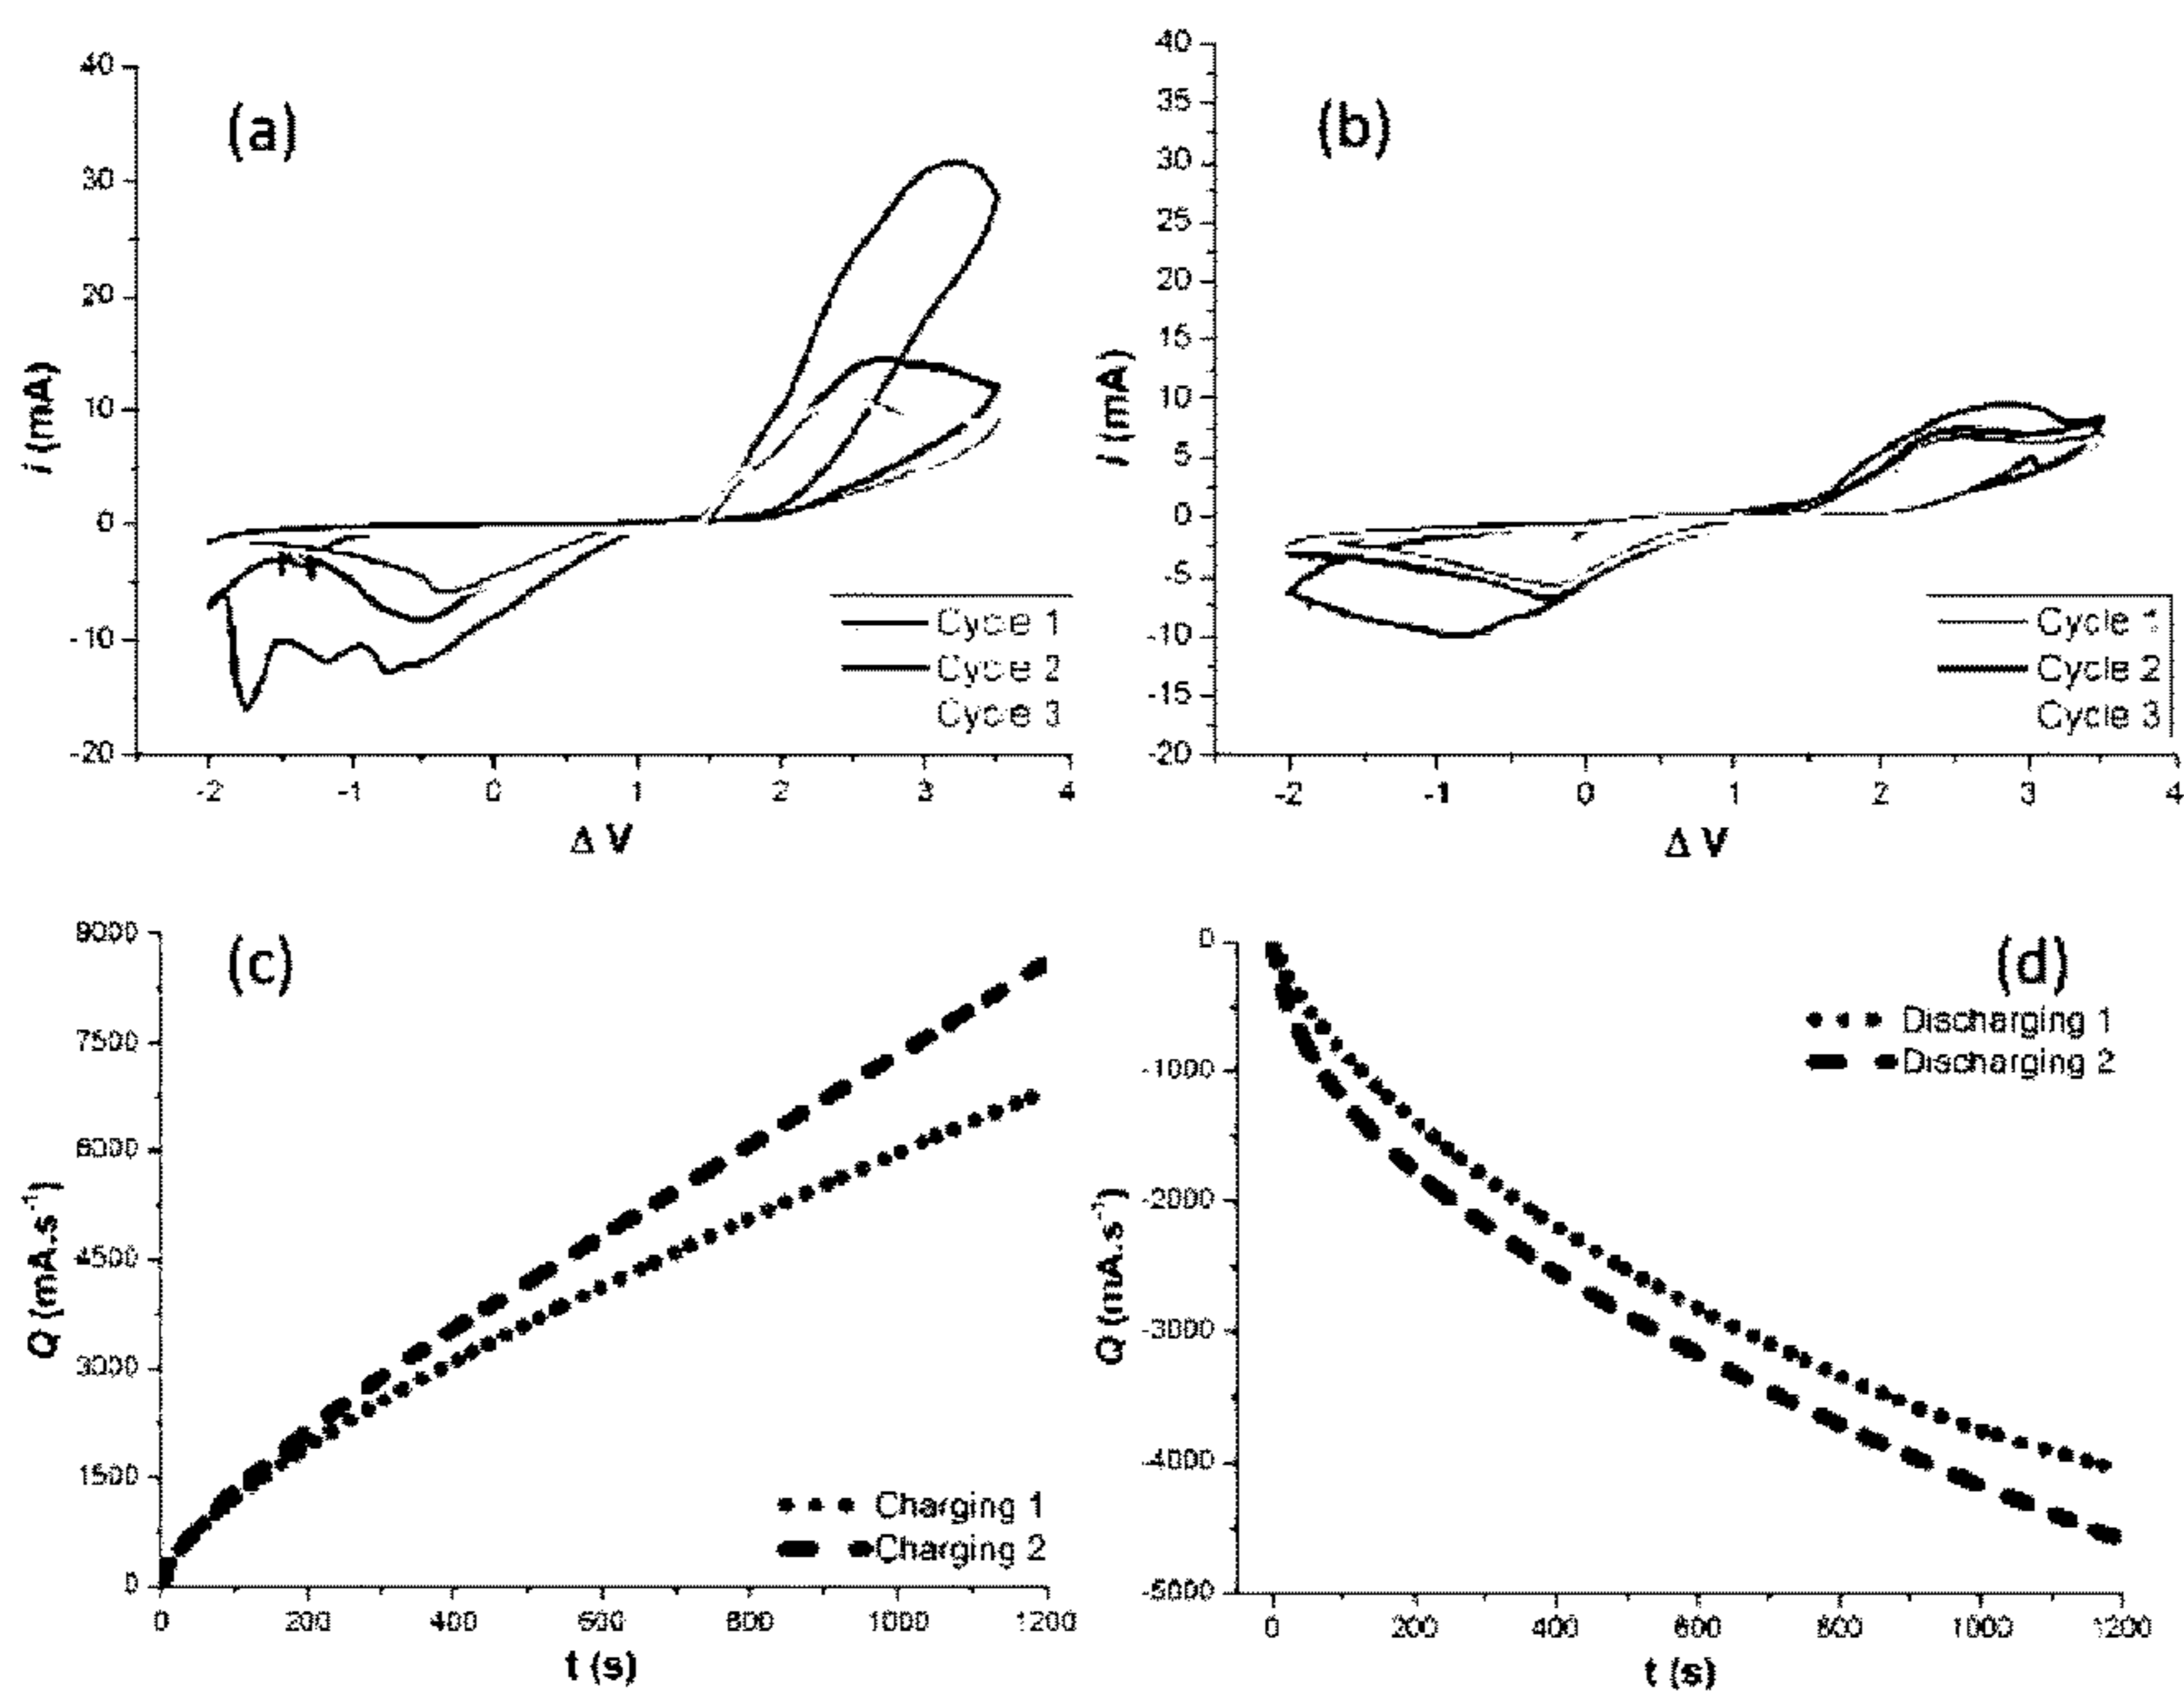 (a)
40
30
20
10
0
-10
-20
-2 -1 0 1 2 3 4
i (mA)
Δ V
Cycle 1
Cycle 2
Cycle 3
(b)
40
35
30
25
20
15
10
5
0
-5
-10
-15
-20
-2 -1 0 1 2 3 4
i (mA)
Δ V
Cycle 1
Cycle 2
Cycle 3
(c)
9000
7500
6000
4500
3000
1500
0
0 200 400 600 800 1000 1200
Q (mA.s⁻¹)
t (s)
Charging 1
Charging 2
(d)
0
-1000
-2000
-3000
-4000
-5000
0 200 400 600 800 1000 1200
Q (mA.s⁻¹)
t (s)
Discharging 1
Discharging 2